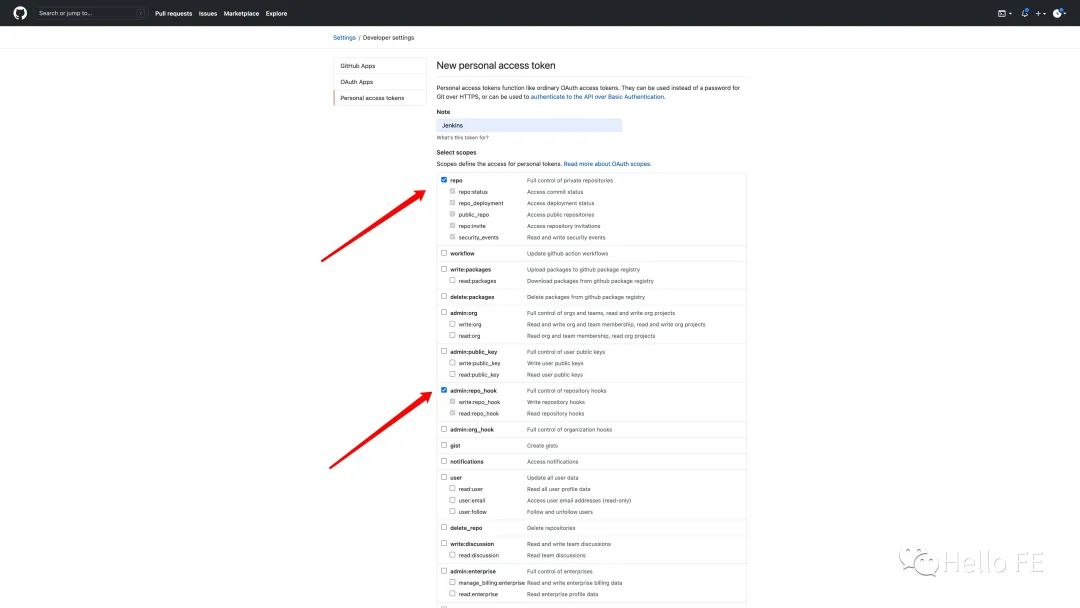 Search or jump to... /
Pull requests Issues Marketplace Explore
Settings / Developer settings
GitHub Apps
OAuth Apps
Personal access tokens
New personal access token
Personal access tokens function like ordinary OAuth access tokens. They can be used instead of a password for
Git over HTTPS, or can be used to authenticate to the API over Basic Authentication.
Note
Jenkins
What's this token for?
Select scopes
Scopes define the access for personal tokens. Read more about OAuth scopes.
repo Full control of private repositories
repo:status Access commit status
repo_deployment Access deployment status
public_repo Access public repositories
repo:invite Access repository invitations
security_events Read and write security events
workflow Update github action workflows
write:packages Upload packages to github package registry
read:packages Download packages from github package registry
delete:packages Delete packages from github package registry
admin:org Full control of orgs and teams, read and write org projects
write:org Read and write org and team membership, read and write org projects
read:org Read org and team membership, read org projects
admin:public_key Full control of user public keys
write:public_key Write user public keys
read:public_key Read user public keys
admin:repo_hook Full control of repository hooks
write:repo_hook Write repository hooks
read:repo_hook Read repository hooks
admin:org_hook Full control of organization hooks
gist Create gists
notifications Access notifications
user Update all user data
read:user Read all user profile data
user:email Access user email addresses (read-only)
user:follow Follow and unfollow users
delete_repo Delete repositories
write:discussion Read and write team discussions
read:discussion Read team discussions
admin:enterprise Full control of enterprises
manage_billing:enterprise Read and write enterprise billing data
read:enterprise Read enterprise profile data
Hello FE